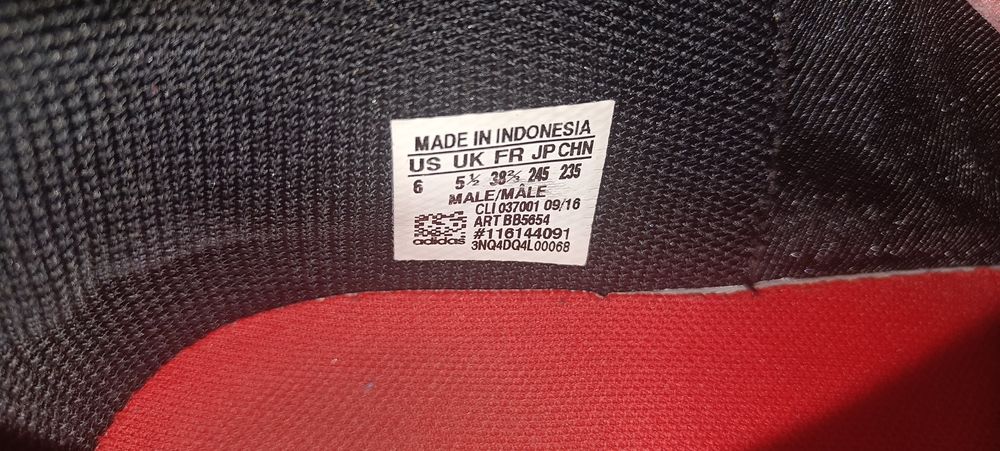 MADE IN INDONESIA
US UK FR JP CHN
6 5½ 38⅔ 245 235
MALE/MÂLE
CLI 037001 09/16
ART BB5654
#116144091
adidas 3NQ4DQ4L00068